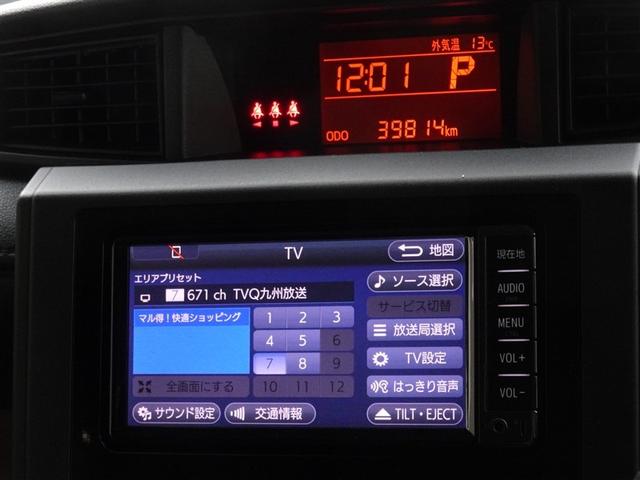 外気温 13℃
12:01 P
ODO 39814km
TV
地図
エリアプリセット
7 671 ch TVQ九州放送
マル得!快適ショッピング
1 2 3
4 5 6
7 8 9
10 11 12
全画面にする
サウンド設定
交通情報
ソース選択
サービス切替
放送局選択
TV設定
はっきり音声
TILT・EJECT
現在地
AUDIO
MENU
VOL+
VOL-